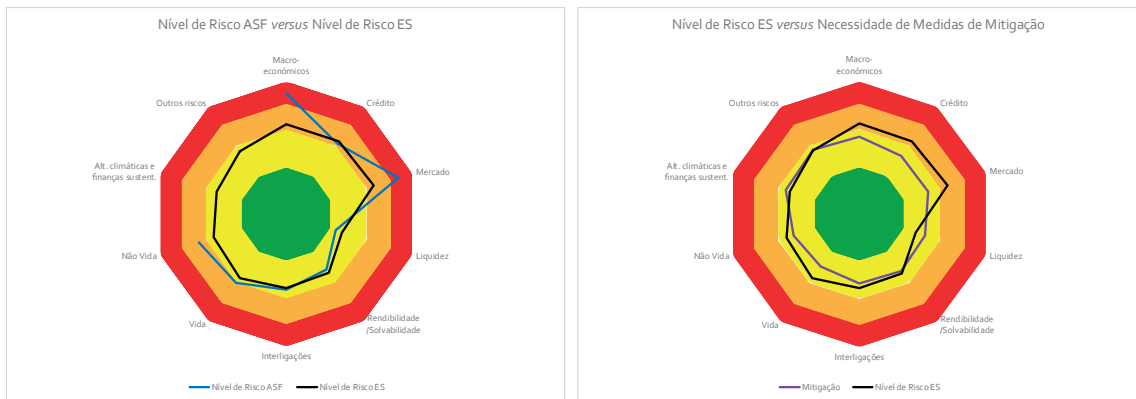 Nível de Risco ASF versus Nível de Risco ES
Macro-
económicos
Crédito
Mercado
Liquidez
Rendibilidade
/Solvabilidade
Interligações
Vida
Não Vida
Alt. climáticas e
finanças sustent.
Outros riscos
Nível de Risco ASF
Nível de Risco ES
Nível de Risco ES versus Necessidade de Medidas de Mitigação
Macro-
económicos
Crédito
Mercado
Liquidez
Rendibilidade
/Solvabilidade
Interligações
Vida
Não Vida
Alt. climáticas e
finanças sustent.
Outros riscos
Mitigação
Nível de Risco ES